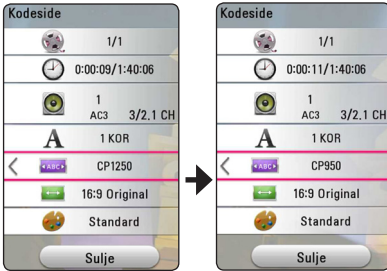 Kodeside
1/1
0:00:09/1:40:06
1
AC3 3/2.1 CH
A 1 KOR
ABC CP1250
16:9 Original
Standard
Sulje
Kodeside
1/1
0:00:11/1:40:06
1
AC3 3/2.1 CH
A 1 KOR
ABC CP950
16:9 Original
Standard
Sulje